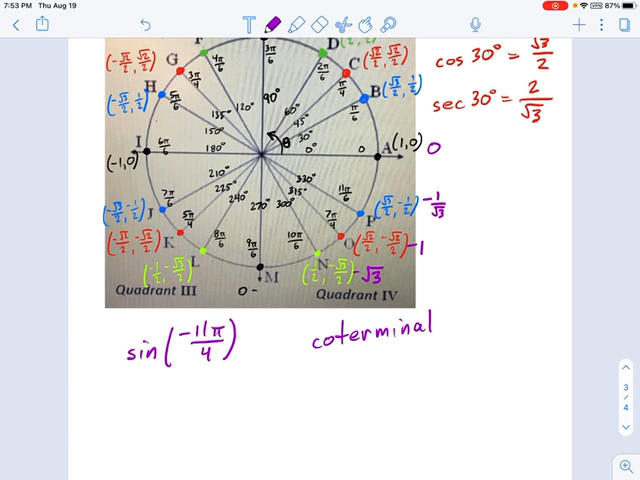 7:53 PM Thu Aug 19
87%
cos 30° = √3/2
sec 30° = 2/√3
G (-√2/2, √2/2)
F
D
C (√2/2, √2/2)
H (-√3/2, 1/2)
B (√3/2, 1/2)
4π/6
3π/6
2π/6
3π/4
π/4
5π/6
π/6
90°
120°
60°
135°
45°
150°
30°
I 6π/6 180° θ 0° 0 A (1,0) 0
(-1,0)
210° 330°
225° 315°
240° 270° 300°
7π/6
11π/6
J (-√3/2, -1/2)
P (√3/2, -1/2) -1/√3
5π/4
7π/4
K (-√2/2, -√2/2)
O (√2/2, -√2/2) -1
8π/6
9π/6
10π/6
L (-1/2, -√3/2)
M
N (1/2, -√3/2) -√3
Quadrant III 0- Quadrant IV
sin(-11π/4) coterminal
3/4